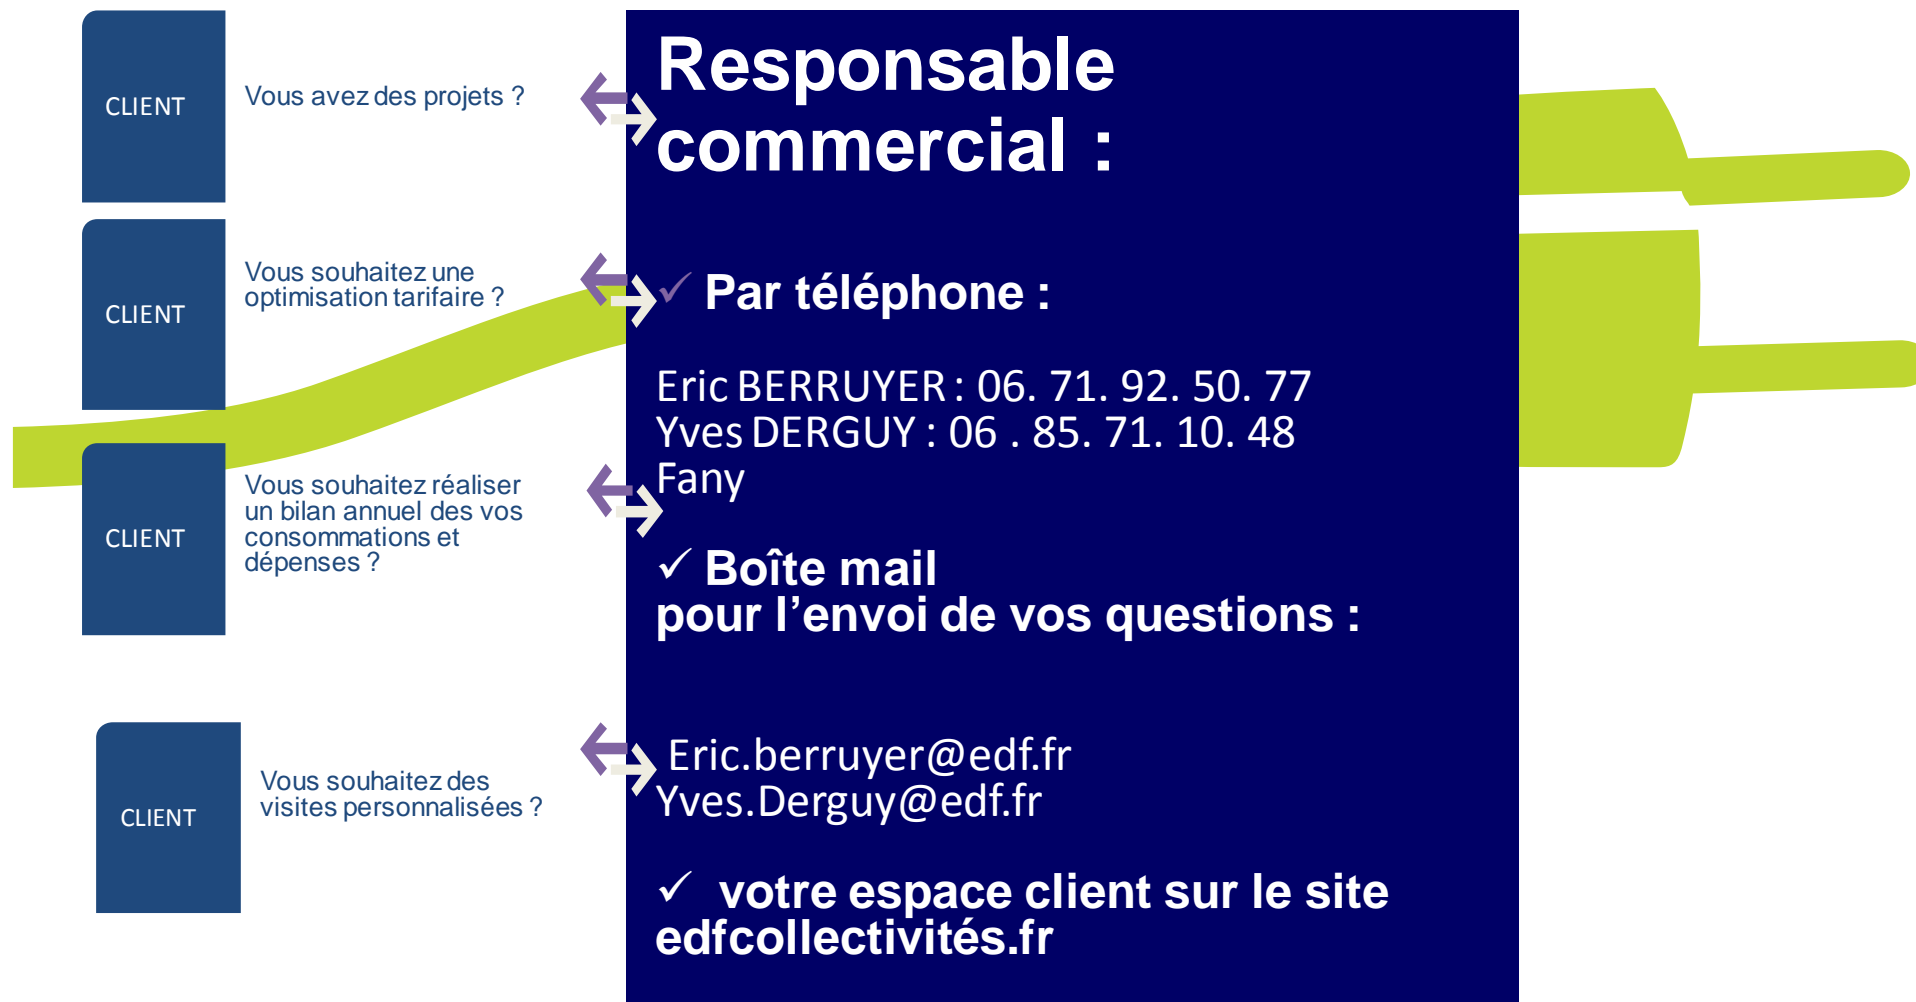 CLIENT
Vous avez des projets ?
CLIENT
Vous souhaitez une
optimisation tarifaire ?
CLIENT
Vous souhaitez réaliser
un bilan annuel des vos
consommations et
dépenses ?
CLIENT
Vous souhaitez des
visites personnalisées ?
Responsable
commercial :
✓ Par téléphone :
Eric BERRUYER : 06. 71. 92. 50. 77
Yves DERGUY : 06 . 85. 71. 10. 48
Fany
✓ Boîte mail
pour l’envoi de vos questions :
Eric.berruyer@edf.fr
Yves.Derguy@edf.fr
✓ votre espace client sur le site
edfcollectivités.fr